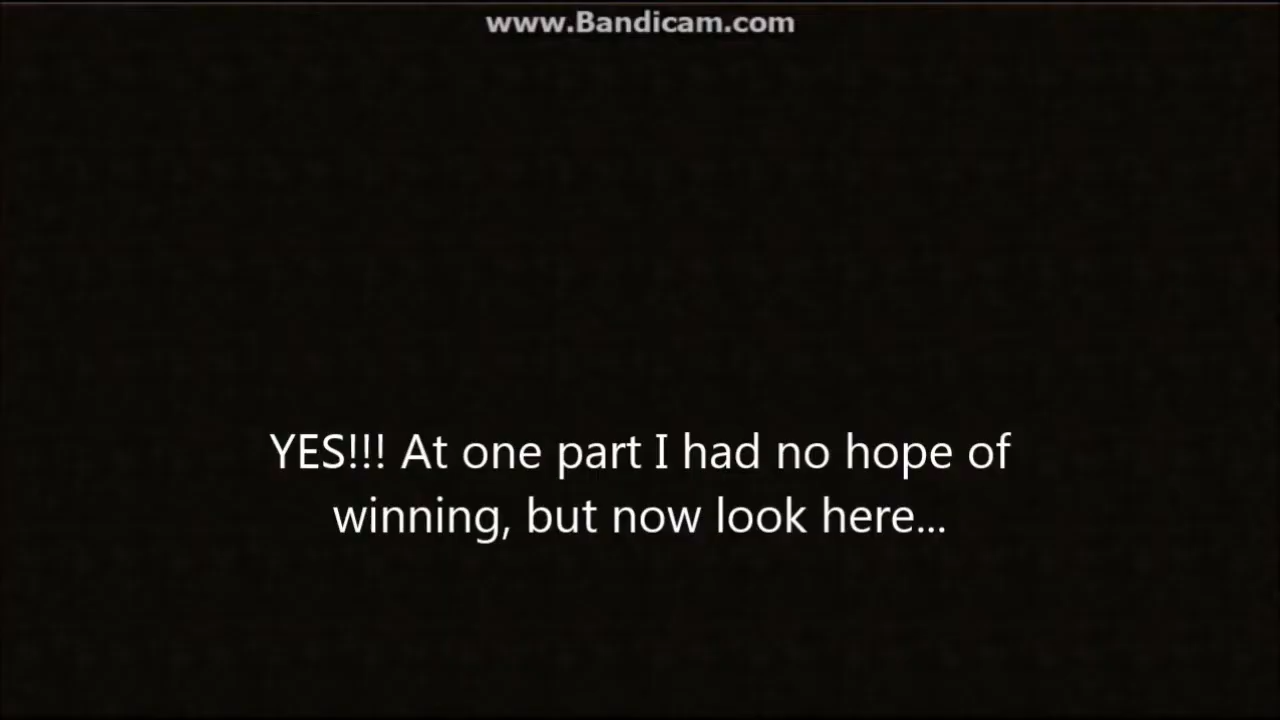 www.Bandicam.com
YES!!! At one part I had no hope of
winning, but now look here...